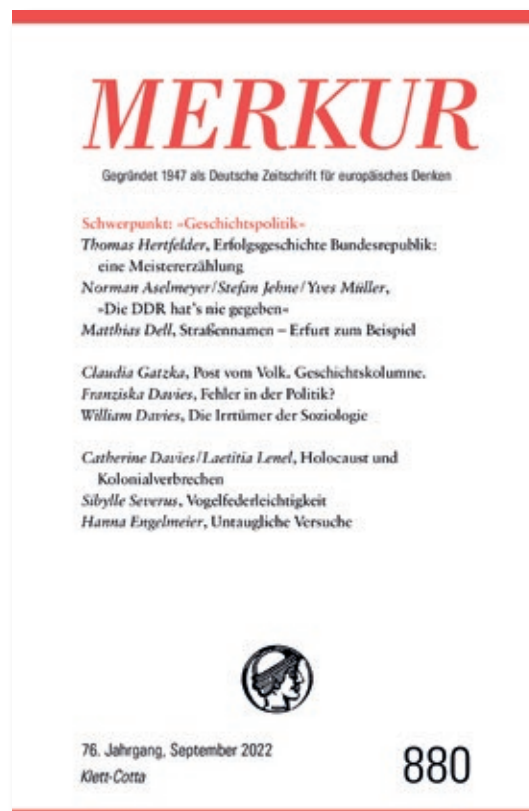 MERKUR
Gegründet 1947 als Deutsche Zeitschrift für europäisches Denken
Schwerpunkt: »Geschichtspolitik«
Thomas Hertfelder, Erfolgsgeschichte Bundesrepublik:
eine Meistererzählung
Norman Aselmeyer/Stefan Jehne/Yves Müller,
»Die DDR hat's nie gegeben«
Matthias Dell, Straßennamen – Erfurt zum Beispiel
Claudia Gatzka, Post vom Volk. Geschichtskolumne.
Franziska Davies, Fehler in der Politik?
William Davies, Die Irrtümer der Soziologie
Catherine Davies/Laetitia Lenel, Holocaust und
Kolonialverbrechen
Sibylle Severus, Vogelfederleichtigkeit
Hanna Engelmeier, Untaugliche Versuche
76. Jahrgang, September 2022
Klett-Cotta
880